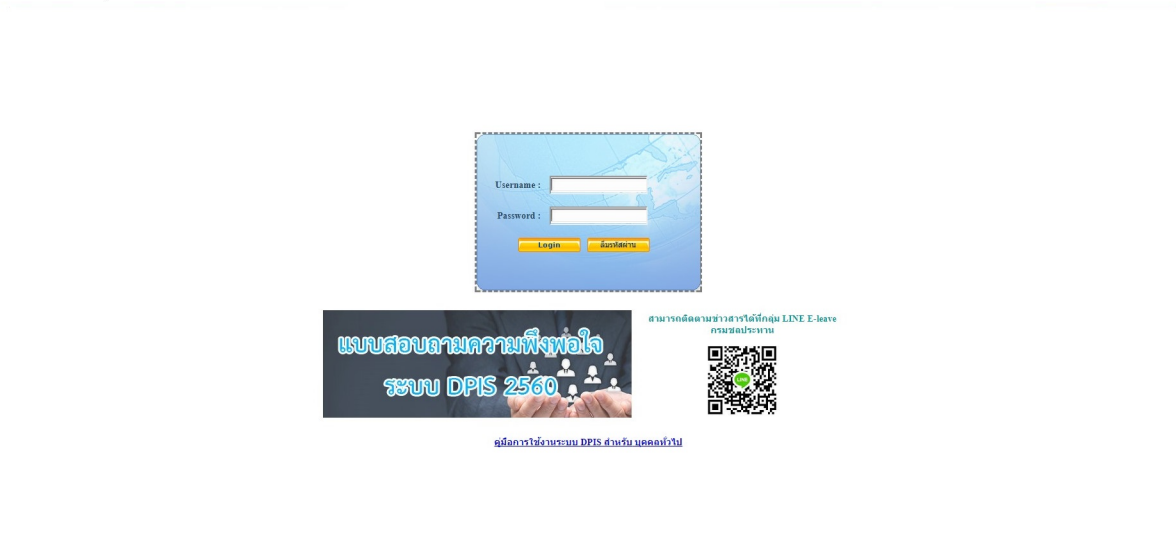 Username :
Password :
Login ลืมรหัสผ่าน
แบบสอบถามความพึงพอใจ
ระบบ DPIS 2560
สามารถติดตามข่าวสารได้ที่กลุ่ม LINE E-leave
กรมชลประทาน
LINE
คู่มือการใช้งานระบบ DPIS สำหรับ บุคคลทั่วไป